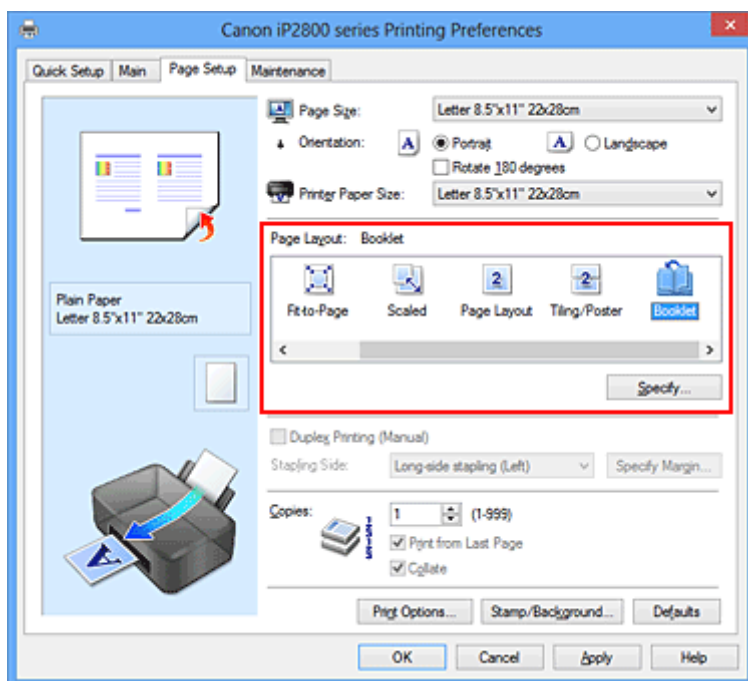 Canon iP2800 series Printing Preferences
Quick Setup Main Page Setup Maintenance
Page Size: Letter 8.5"x11" 22x28cm
Orientation: A Portrait A Landscape
Rotate 180 degrees
Printer Paper Size: Letter 8.5"x11" 22x28cm
Page Layout: Booklet
2 2
Fit-to-Page Scaled Page Layout Tiling/Poster Booklet
Plain Paper
Letter 8.5"x11" 22x28cm
Specify...
Duplex Printing (Manual)
Stapling Side: Long-side stapling (Left) Specify Margin...
Copies: 1 (1-999)
Print from Last Page
Collate
A
Print Options... Stamp/Background... Defaults
OK Cancel Apply Help